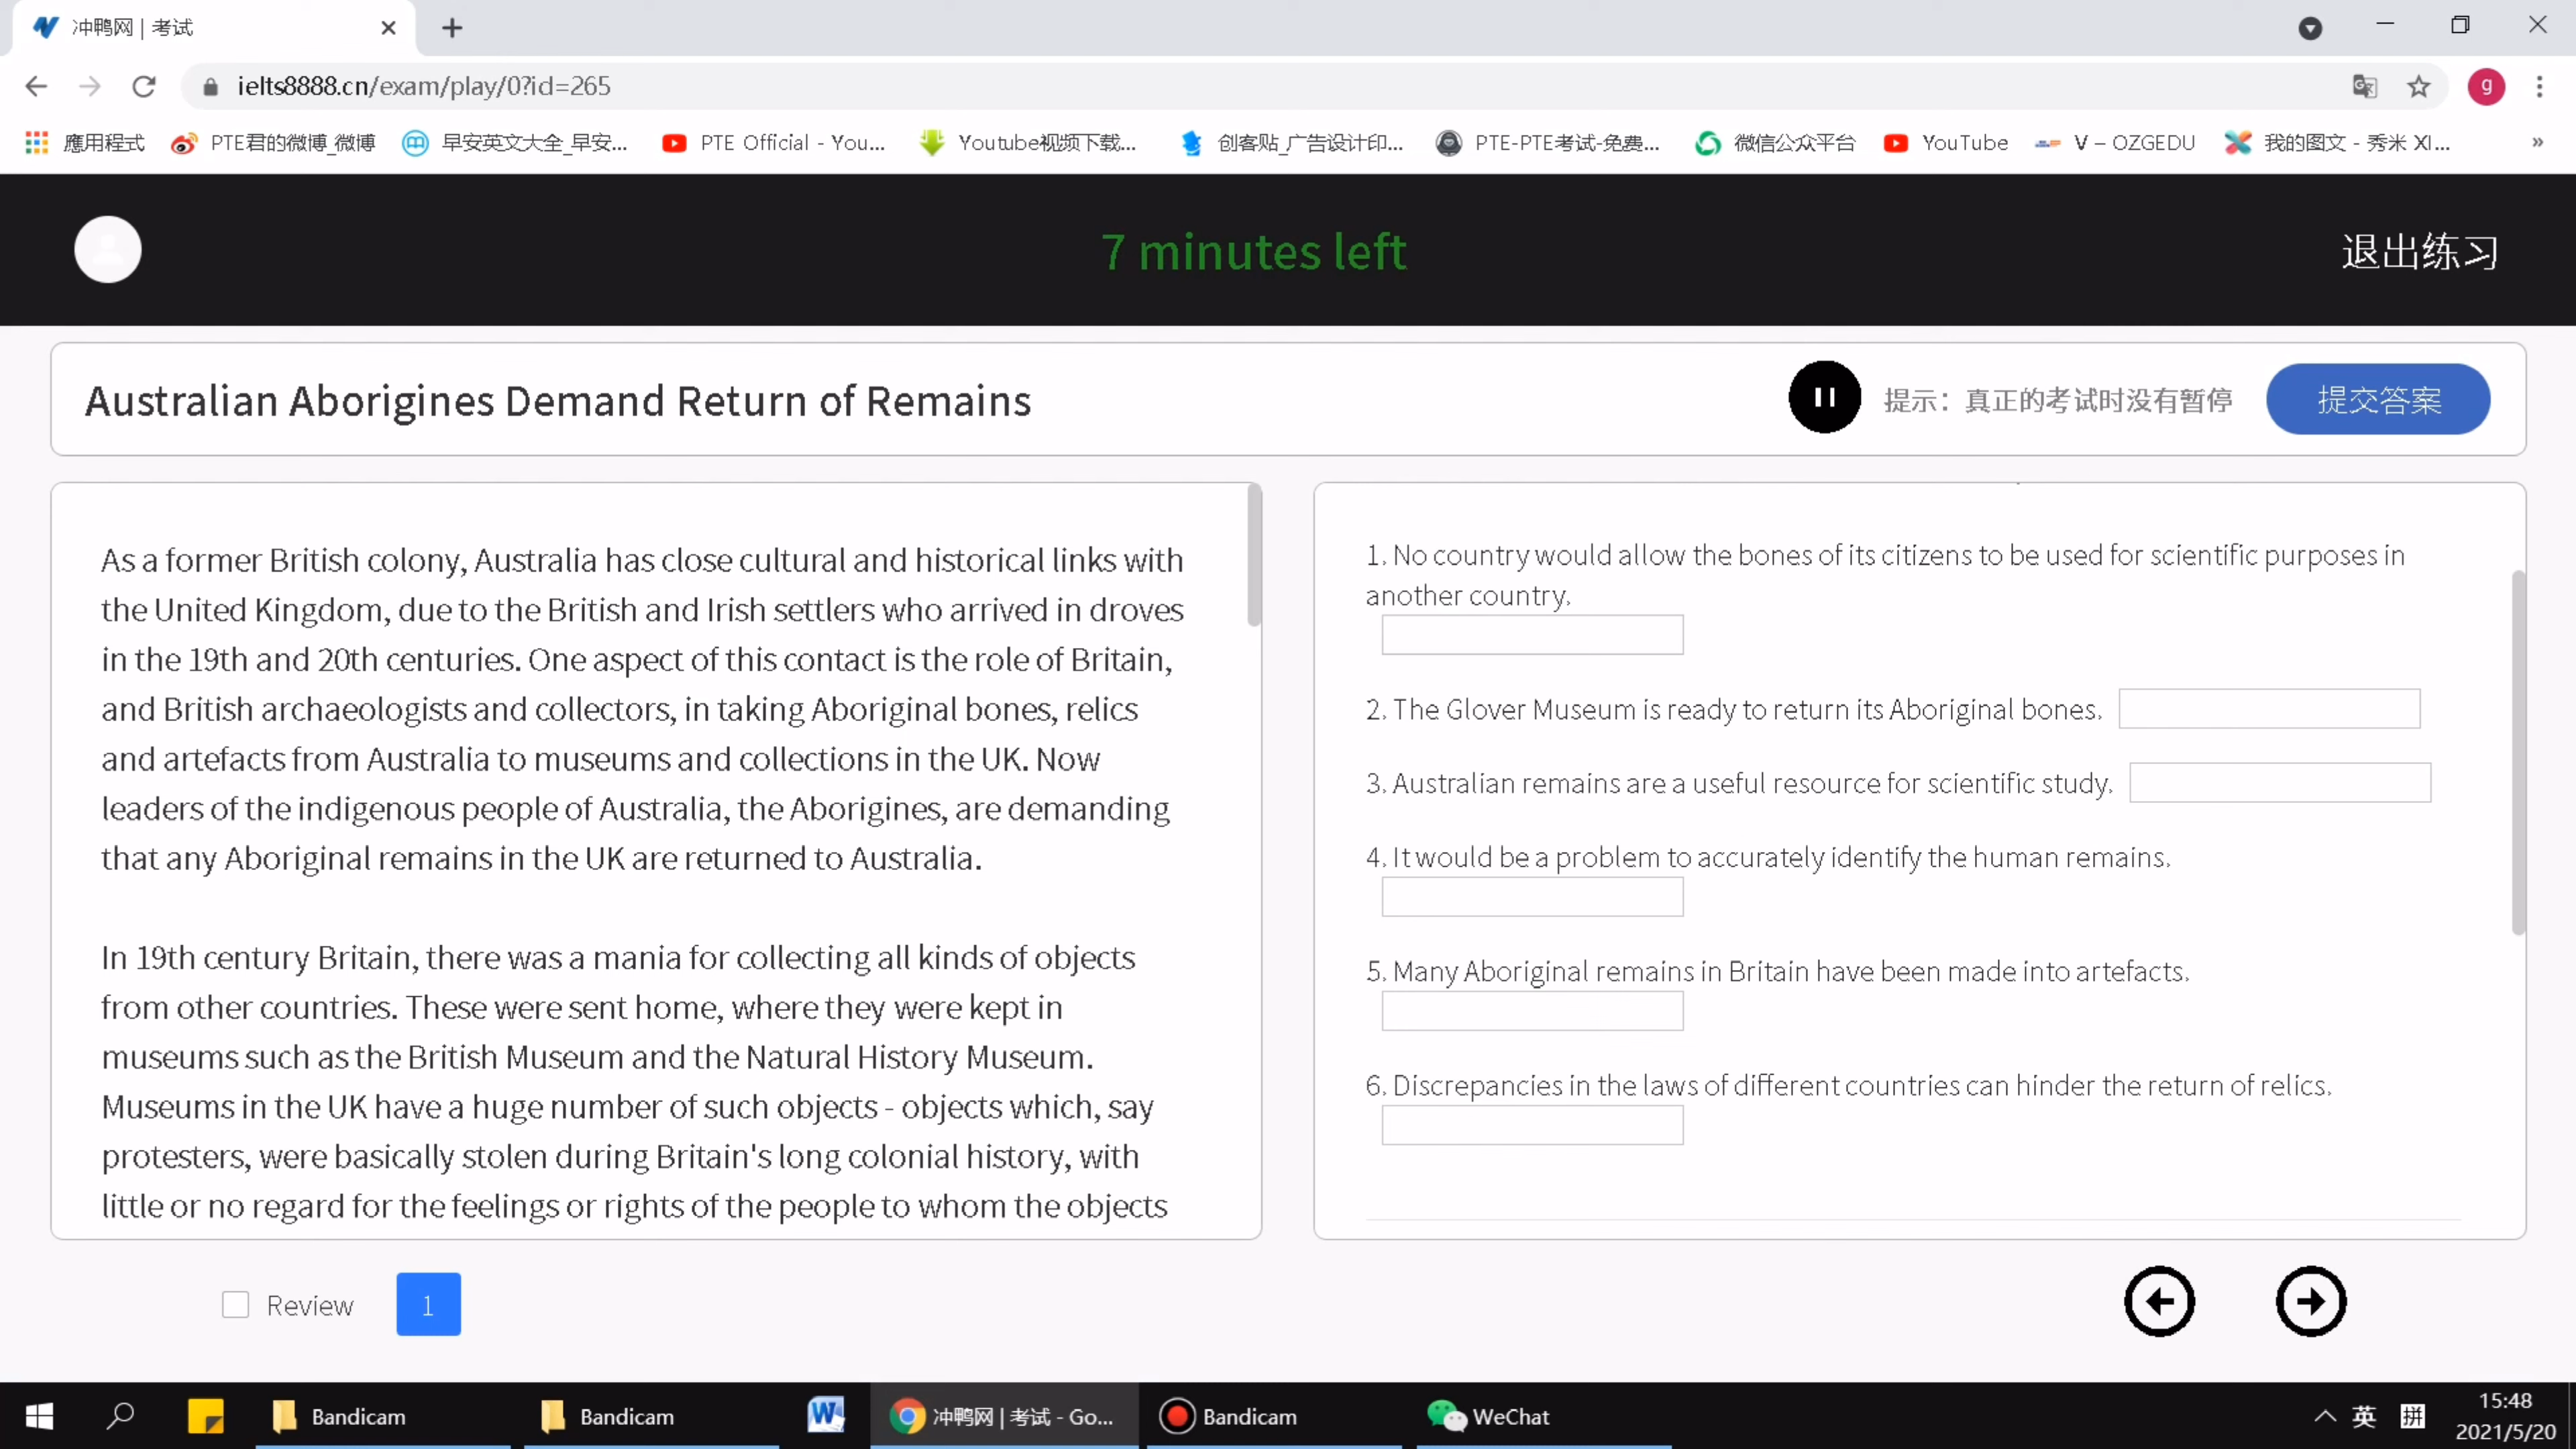 冲鸭网 | 考试
ielts8888.cn/exam/play/0?id=265
g
應用程式 PTE君的微博_微博 早安英文大全_早安... PTE Official - You... Youtube视频下载... 创客贴_广告设计印... PTE-PTE考试-免费... 微信公众平台 YouTube V – OZGEDU 我的图文 - 秀米 XI... »
7 minutes left
退出练习
Australian Aborigines Demand Return of Remains
提示：真正的考试时没有暂停
提交答案
As a former British colony, Australia has close cultural and historical links with
the United Kingdom, due to the British and Irish settlers who arrived in droves
in the 19th and 20th centuries. One aspect of this contact is the role of Britain,
and British archaeologists and collectors, in taking Aboriginal bones, relics
and artefacts from Australia to museums and collections in the UK. Now
leaders of the indigenous people of Australia, the Aborigines, are demanding
that any Aboriginal remains in the UK are returned to Australia.
In 19th century Britain, there was a mania for collecting all kinds of objects
from other countries. These were sent home, where they were kept in
museums such as the British Museum and the Natural History Museum.
Museums in the UK have a huge number of such objects - objects which, say
protesters, were basically stolen during Britain's long colonial history, with
little or no regard for the feelings or rights of the people to whom the objects
1. No country would allow the bones of its citizens to be used for scientific purposes in
another country.
2. The Glover Museum is ready to return its Aboriginal bones.
3. Australian remains are a useful resource for scientific study.
4. It would be a problem to accurately identify the human remains.
5. Many Aboriginal remains in Britain have been made into artefacts.
6. Discrepancies in the laws of different countries can hinder the return of relics.
Review
1
Bandicam
Bandicam
冲鸭网 | 考试 - Go...
Bandicam
WeChat
英
拼
15:48
2021/5/20